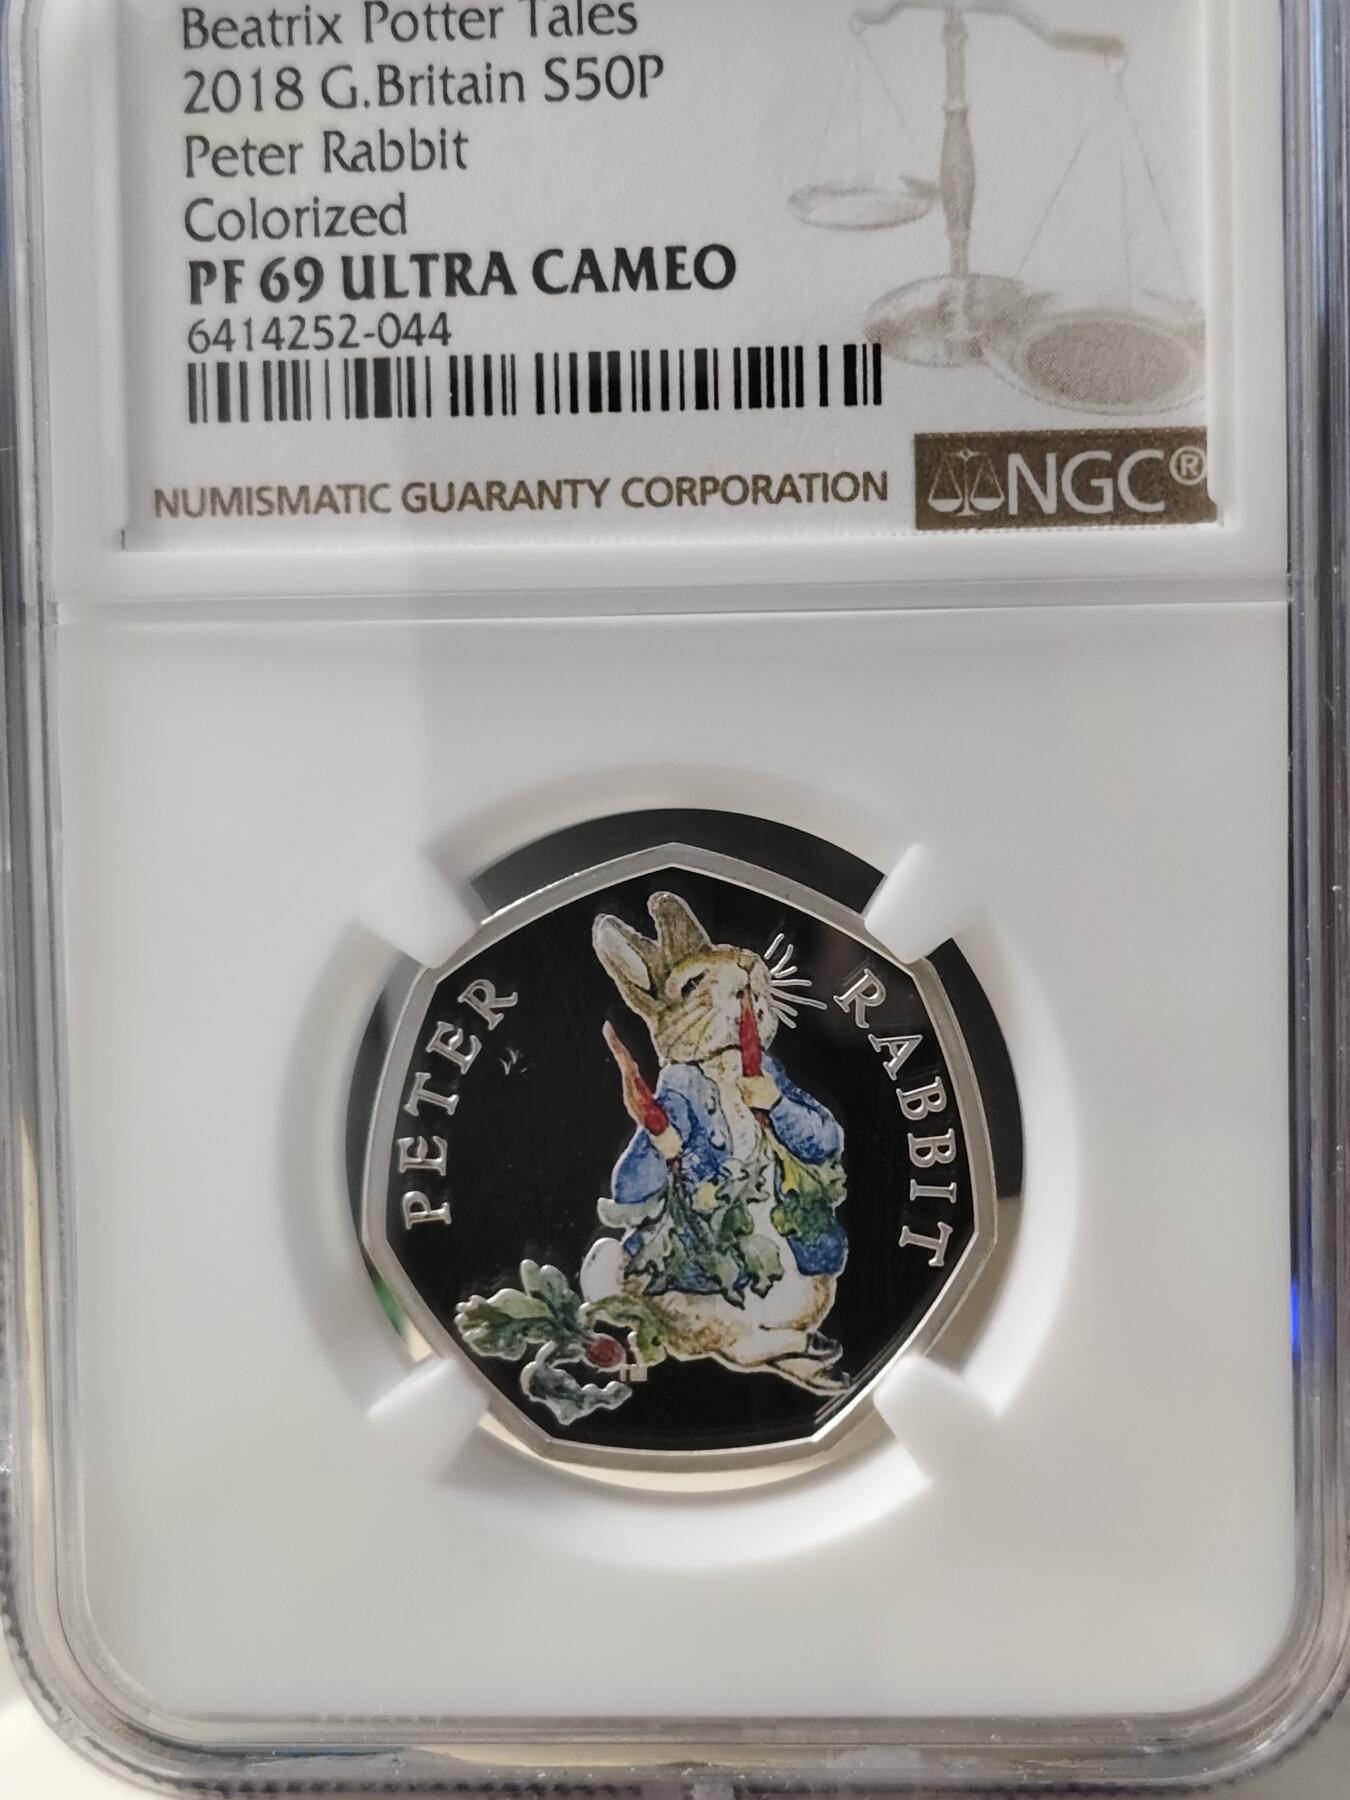 Beatrix Potter Tales
2018 G.Britain S50P
Peter Rabbit
Colorized
PF 69 ULTRA CAMEO
6414252-044
NUMISMATIC GUARANTY CORPORATION
NGC®
PETER RABBIT
TM